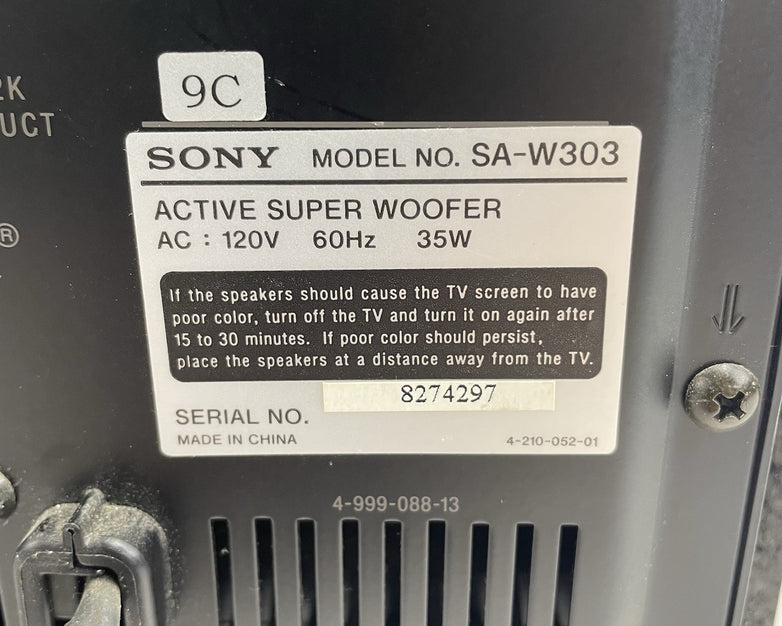 9C
2K
UCT
®
SONY MODEL NO. SA-W303
ACTIVE SUPER WOOFER
AC : 120V 60Hz 35W
If the speakers should cause the TV screen to have
poor color, turn off the TV and turn it on again after
15 to 30 minutes. If poor color should persist,
place the speakers at a distance away from the TV.
8274297
SERIAL NO.
MADE IN CHINA 4-210-052-01
4-999-088-13